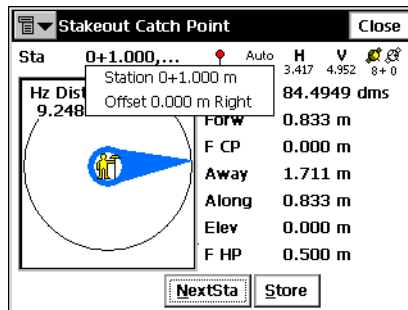 Stakeout Catch Point Close
Sta 0+1.000,... Auto H V
3.417 4.952 8+0
Station 0+1.000 m
Offset 0.000 m Right
Hz Dist 84.4949 dms
9.248
Forw 0.833 m
F CP 0.000 m
Away 1.711 m
Along 0.833 m
Elev 0.000 m
F HP 0.500 m
NextSta Store